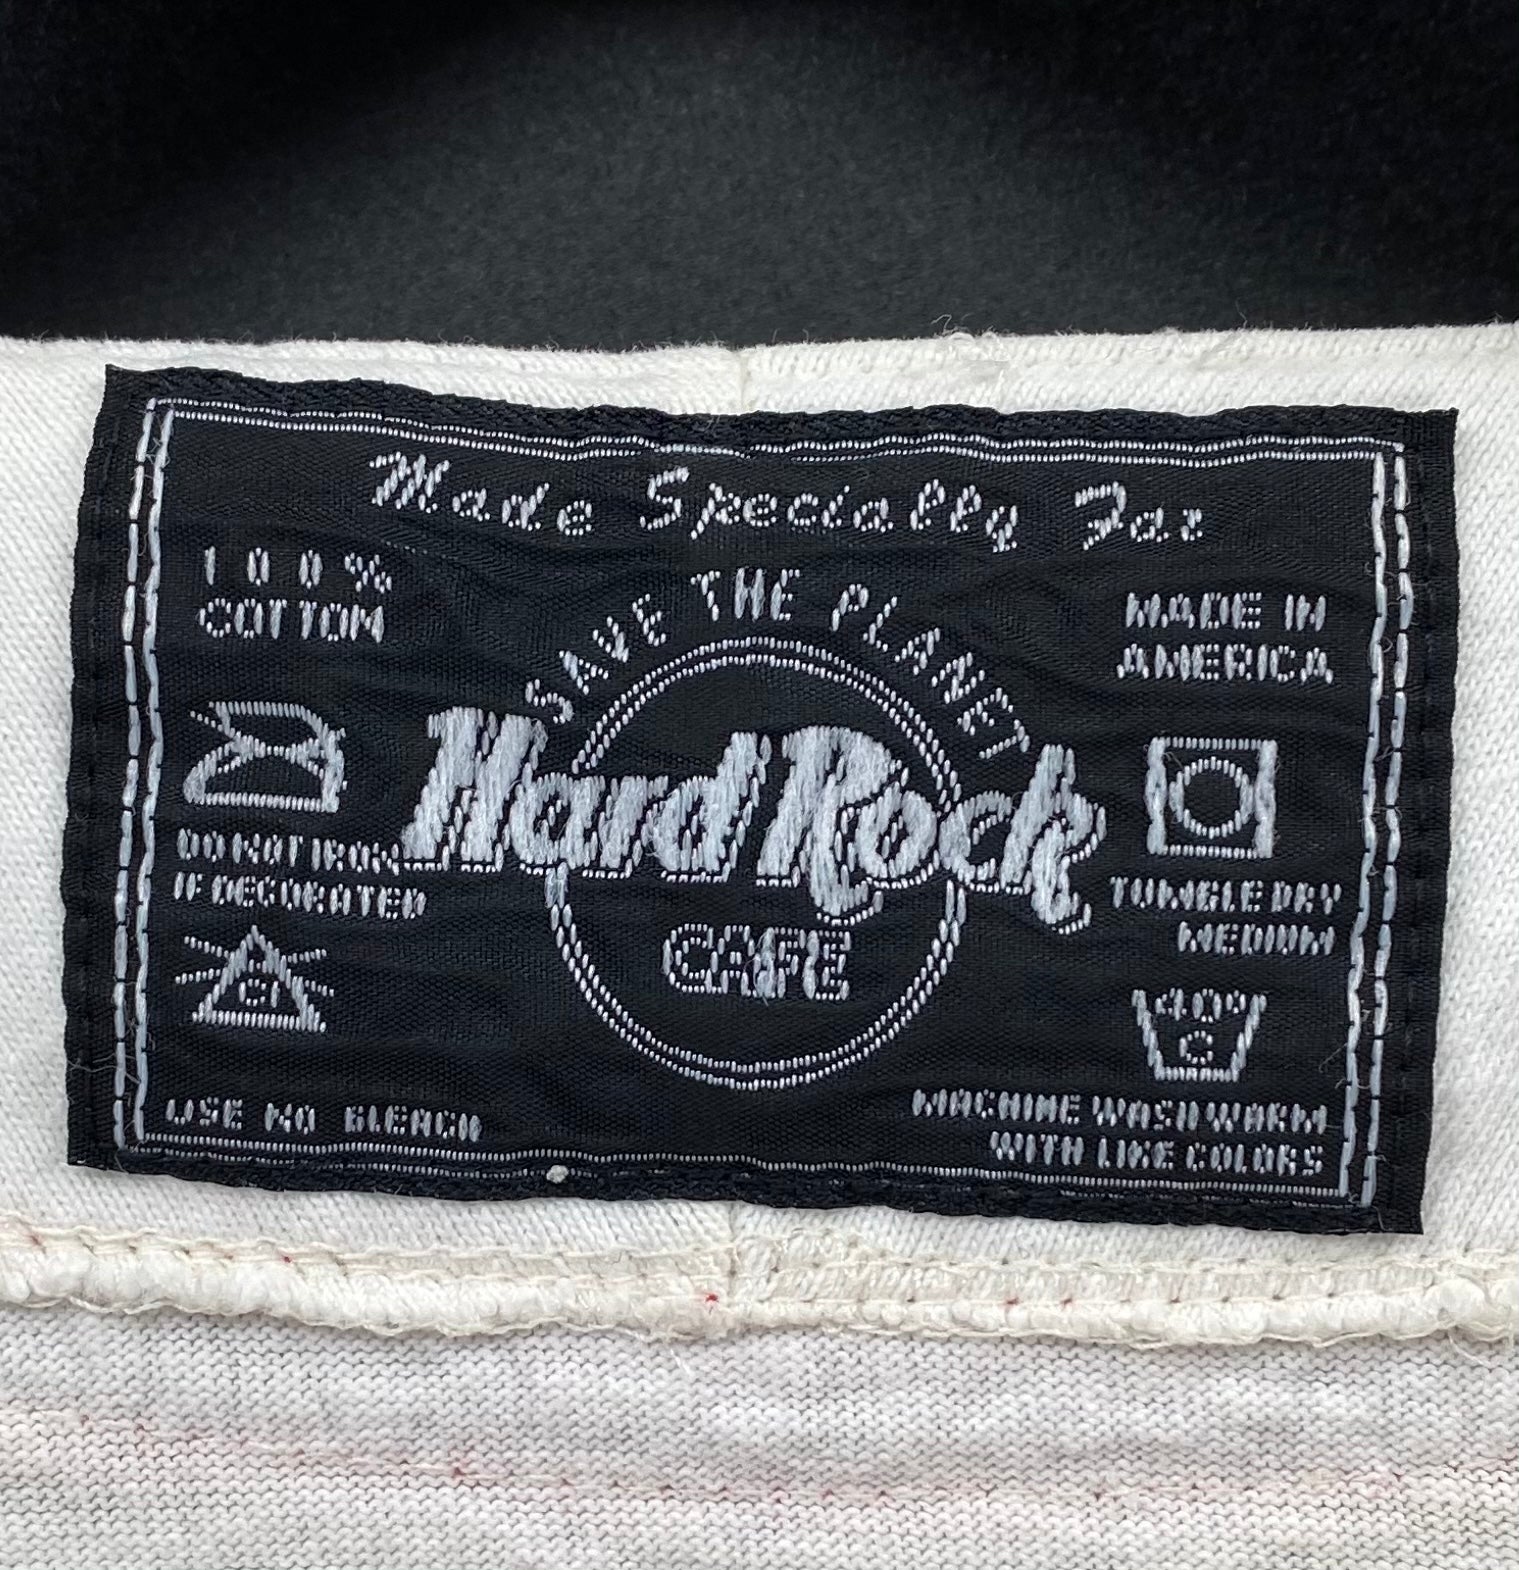 Made Specially For
100%
COTTON
SAVE THE PLANET
MADE IN
AMERICA
Hard Rock
CAFE
DO NOT IRON
IF DECORATED
TUMBLE DRY
MEDIUM
Cl
40°
C
USE NO BLEACH
MACHINE WASH WARM
WITH LIKE COLORS